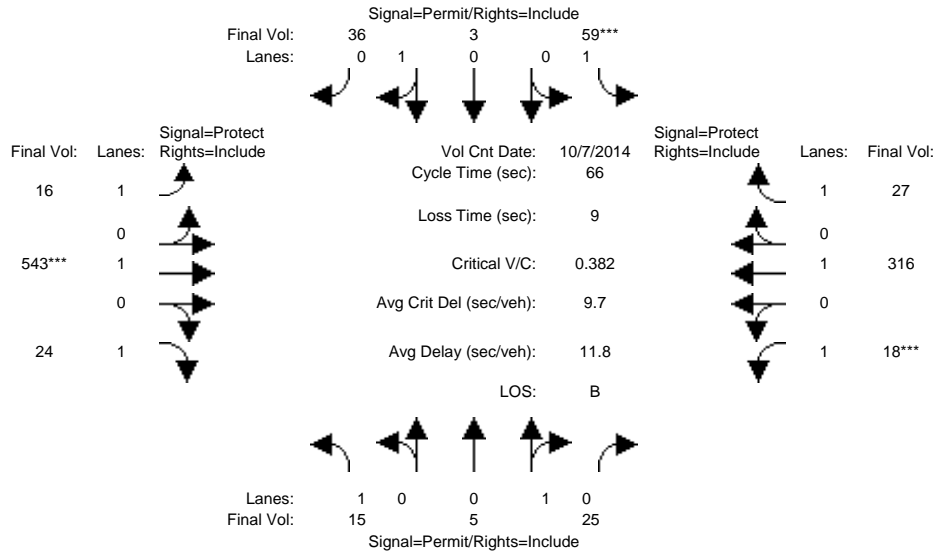 Signal=Permit/Rights=Include
Final Vol: 36 3 59***
Lanes: 0 1 0 0 1
Signal=Protect Signal=Protect
Final Vol: Lanes: Rights=Include Vol Cnt Date: 10/7/2014 Rights=Include Lanes: Final Vol:
Cycle Time (sec): 66
16 1 1 27
Loss Time (sec): 9
0 0
543*** 1 Critical V/C: 0.382 1 316
0 Avg Crit Del (sec/veh): 9.7 0
24 1 Avg Delay (sec/veh): 11.8 1 18***
LOS: B
Lanes: 1 0 0 1 0
Final Vol: 15 5 25
Signal=Permit/Rights=Include